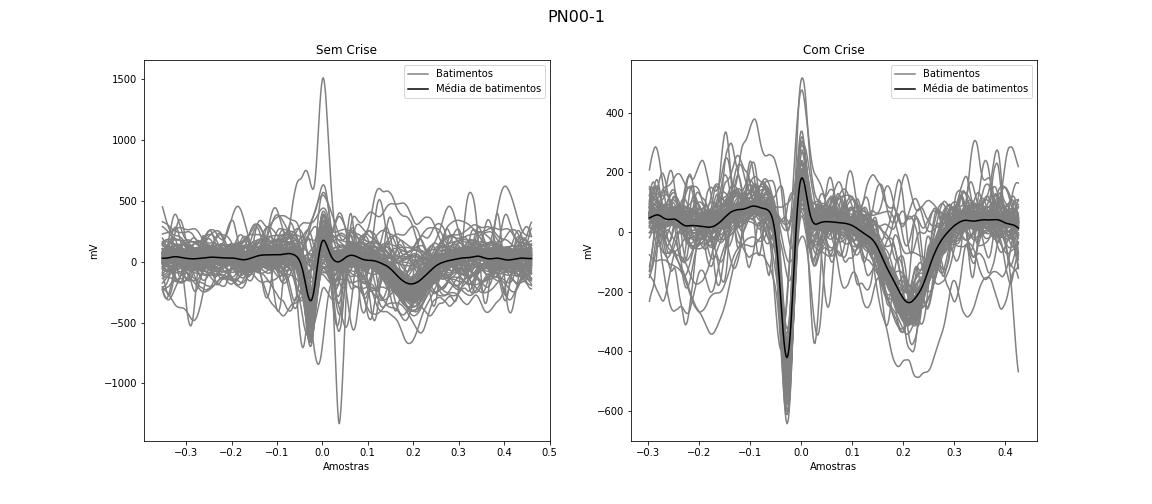 PN00-1
Sem Crise
Batimentos
Média de batimentos
1500
1000
500
0
−500
−1000
mV
−0.3 −0.2 −0.1 0.0 0.1 0.2 0.3 0.4 0.5
Amostras
Com Crise
Batimentos
Média de batimentos
400
200
0
−200
−400
−600
mV
−0.3 −0.2 −0.1 0.0 0.1 0.2 0.3 0.4
Amostras